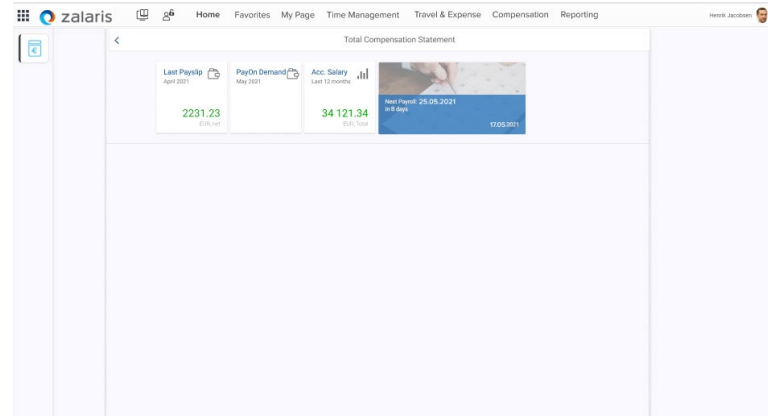 zalaris
Home Favorites My Page Time Management Travel & Expense Compensation Reporting
Henrik Jacobsen
Total Compensation Statement
Last Payslip
April 2021
2231.23
EUR, net
PayOn Demand
May 2021
Acc. Salary
Last 12 months
34 121.34
EUR, Total
Next Payroll: 25.05.2021
In 8 days
17.05.2021